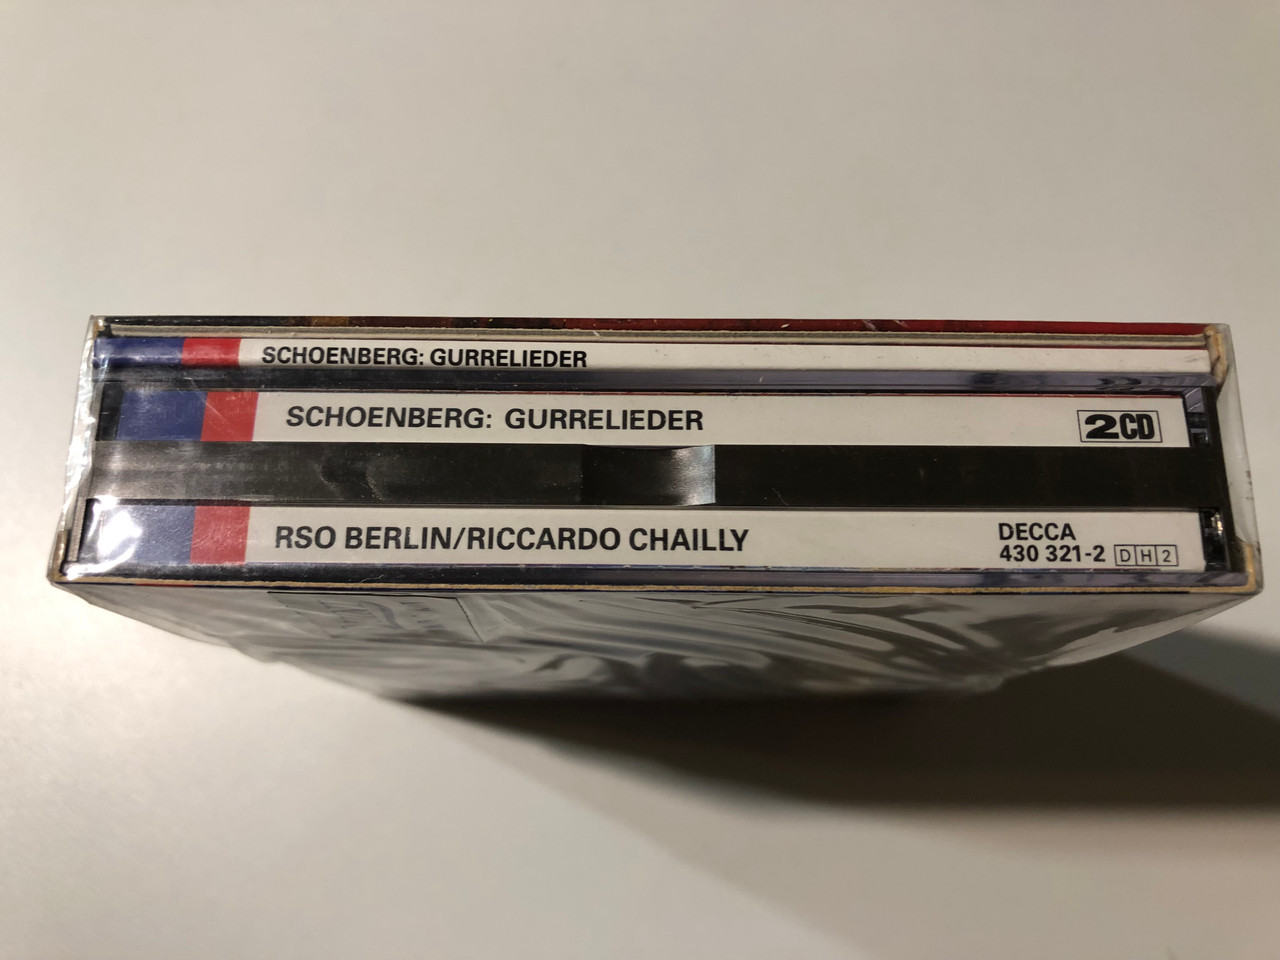 SCHOENBERG: GURRELIEDER
SCHOENBERG: GURRELIEDER
2CD
RSO BERLIN/RICCARDO CHAILLY
DECCA
430 321-2 DH2